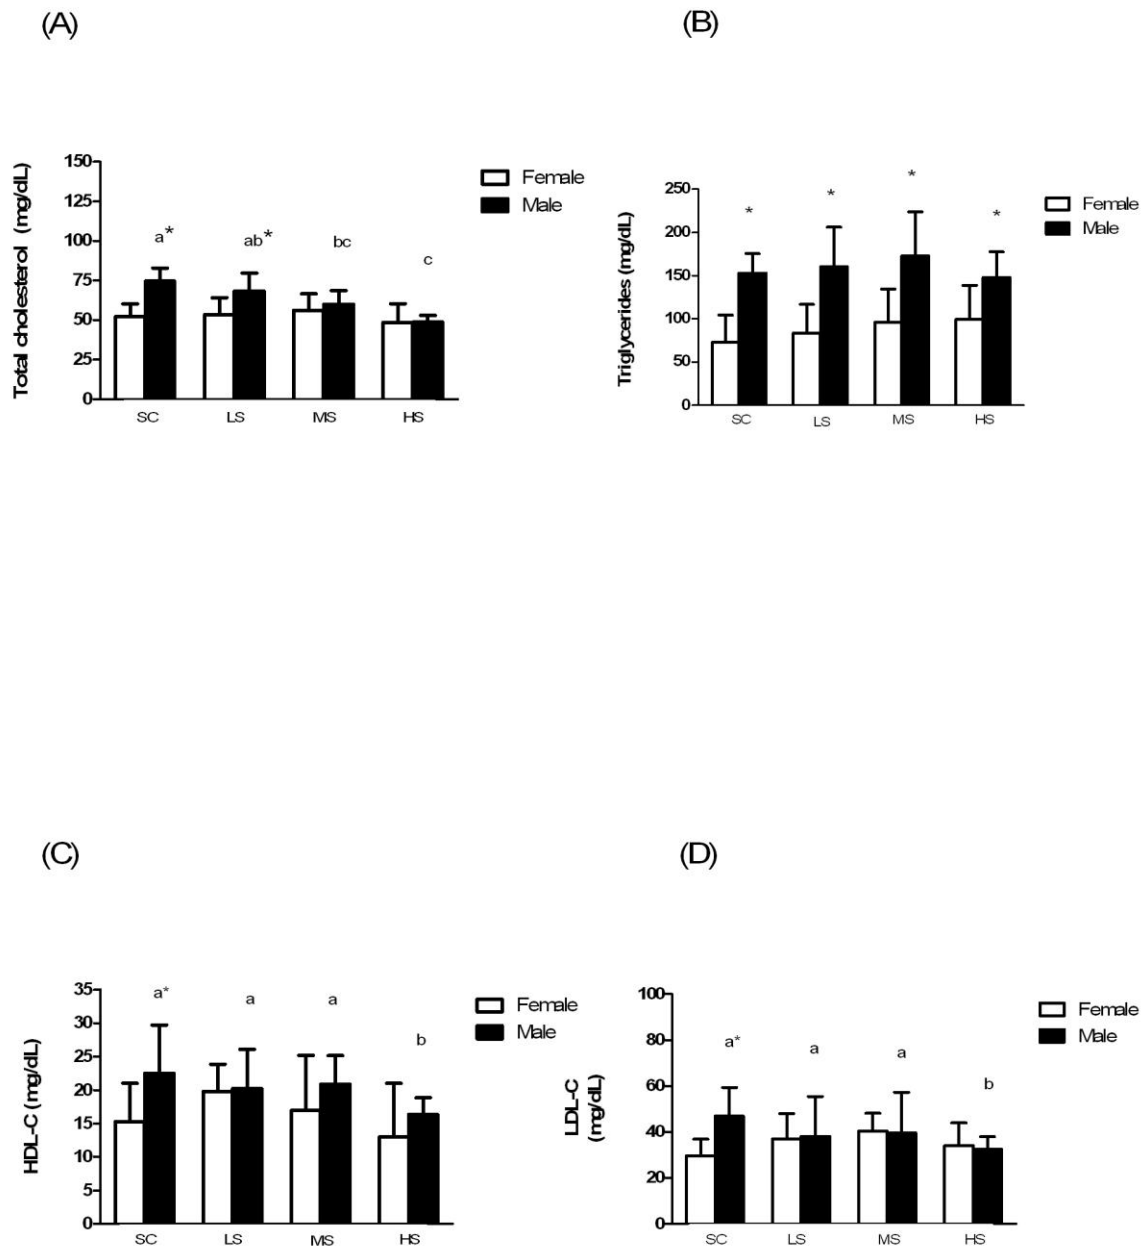 (A)
(B)
Total cholesterol (mg/dL)
150
125
100
75
50
25
0
a*
ab*
bc
c
SC
LS
MS
HS
Female
Male
Triglycerides (mg/dL)
250
200
150
100
50
0
*
*
*
*
SC
LS
MS
HS
Female
Male
(C)
(D)
HDL-C (mg/dL)
35
30
25
20
15
10
5
0
a*
a
a
b
SC
LS
MS
HS
Female
Male
LDL-C
(mg/dL)
100
80
60
40
20
0
a*
a
a
b
SC
LS
MS
HS
Female
Male